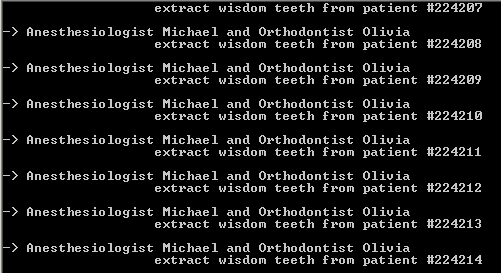 extract wisdom teeth from patient #224207
-> Anesthesiologist Michael and Orthodontist Olivia
extract wisdom teeth from patient #224208
-> Anesthesiologist Michael and Orthodontist Olivia
extract wisdom teeth from patient #224209
-> Anesthesiologist Michael and Orthodontist Olivia
extract wisdom teeth from patient #224210
-> Anesthesiologist Michael and Orthodontist Olivia
extract wisdom teeth from patient #224211
-> Anesthesiologist Michael and Orthodontist Olivia
extract wisdom teeth from patient #224212
-> Anesthesiologist Michael and Orthodontist Olivia
extract wisdom teeth from patient #224213
-> Anesthesiologist Michael and Orthodontist Olivia
extract wisdom teeth from patient #224214